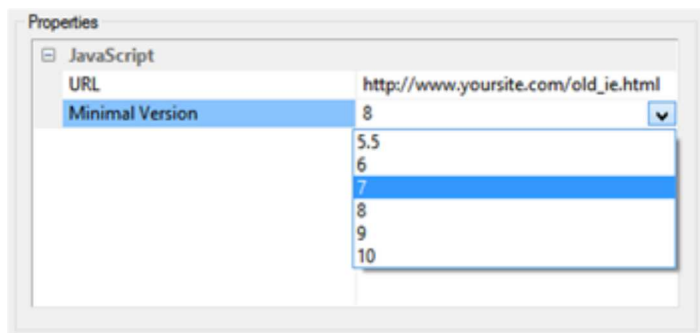 Properties
JavaScript
URL http://www.yoursite.com/old_ie.html
Minimal Version 8
5.5
6
7
8
9
10